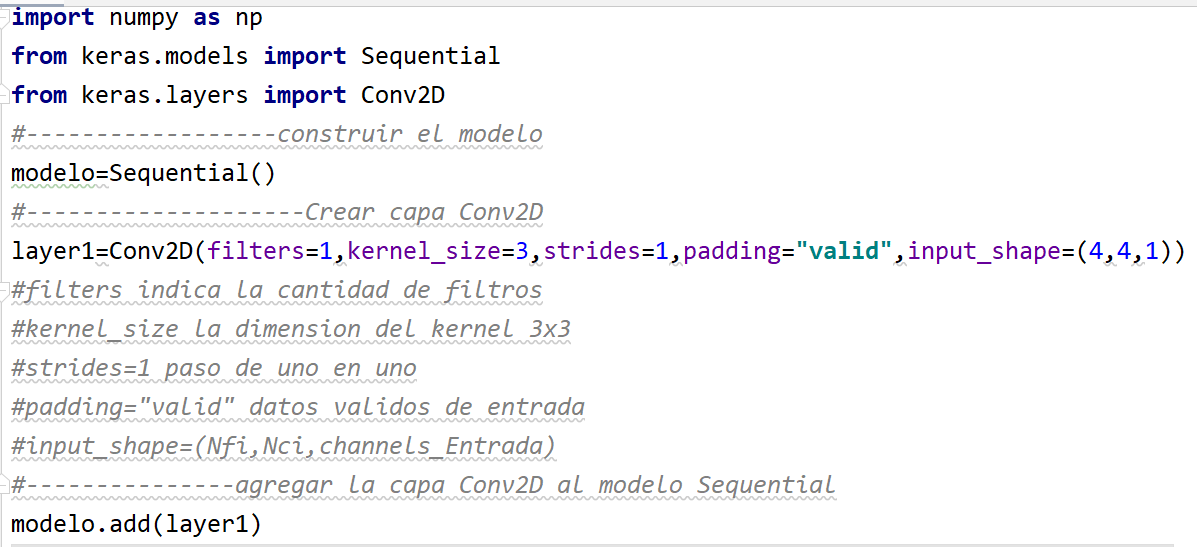 import numpy as np
from keras.models import Sequential
from keras.layers import Conv2D
#------------------construir el modelo
modelo=Sequential()
#--------------------Crear capa Conv2D
layer1=Conv2D(filters=1,kernel_size=3,strides=1,padding="valid",input_shape=(4,4,1))
#filters indica la cantidad de filtros
#kernel_size la dimension del kernel 3x3
#strides=1 paso de uno en uno
#padding="valid" datos validos de entrada
#input_shape=(Nfi,Nci,channels_Entrada)
#---------------agregar la capa Conv2D al modelo Sequential
modelo.add(layer1)